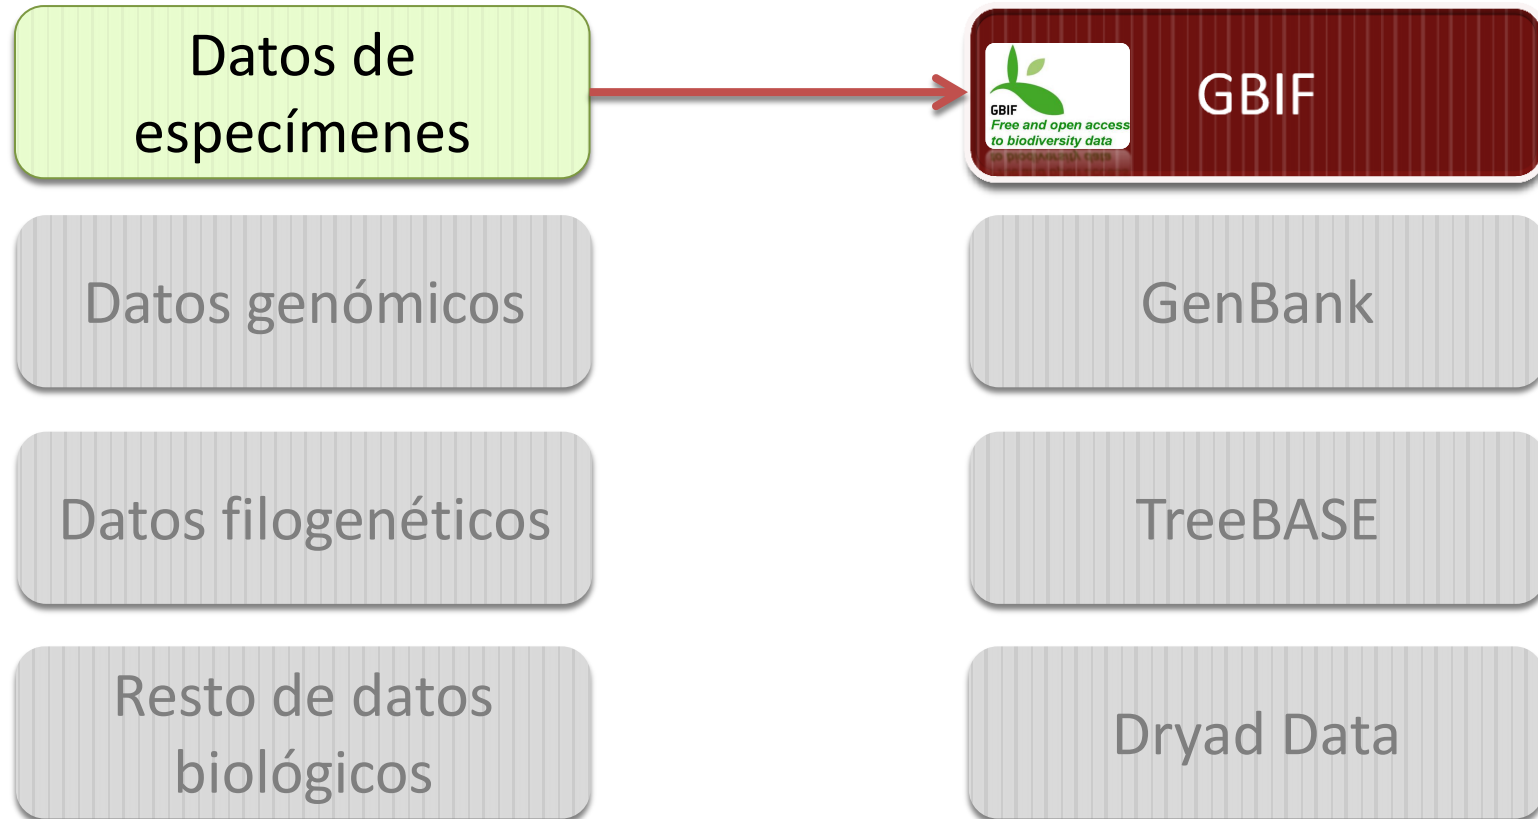 Datos de
especímenes
GBIF
Free and open access
to biodiversity data
GBIF
Datos genómicos
GenBank
Datos filogenéticos
TreeBASE
Resto de datos
biológicos
Dryad Data